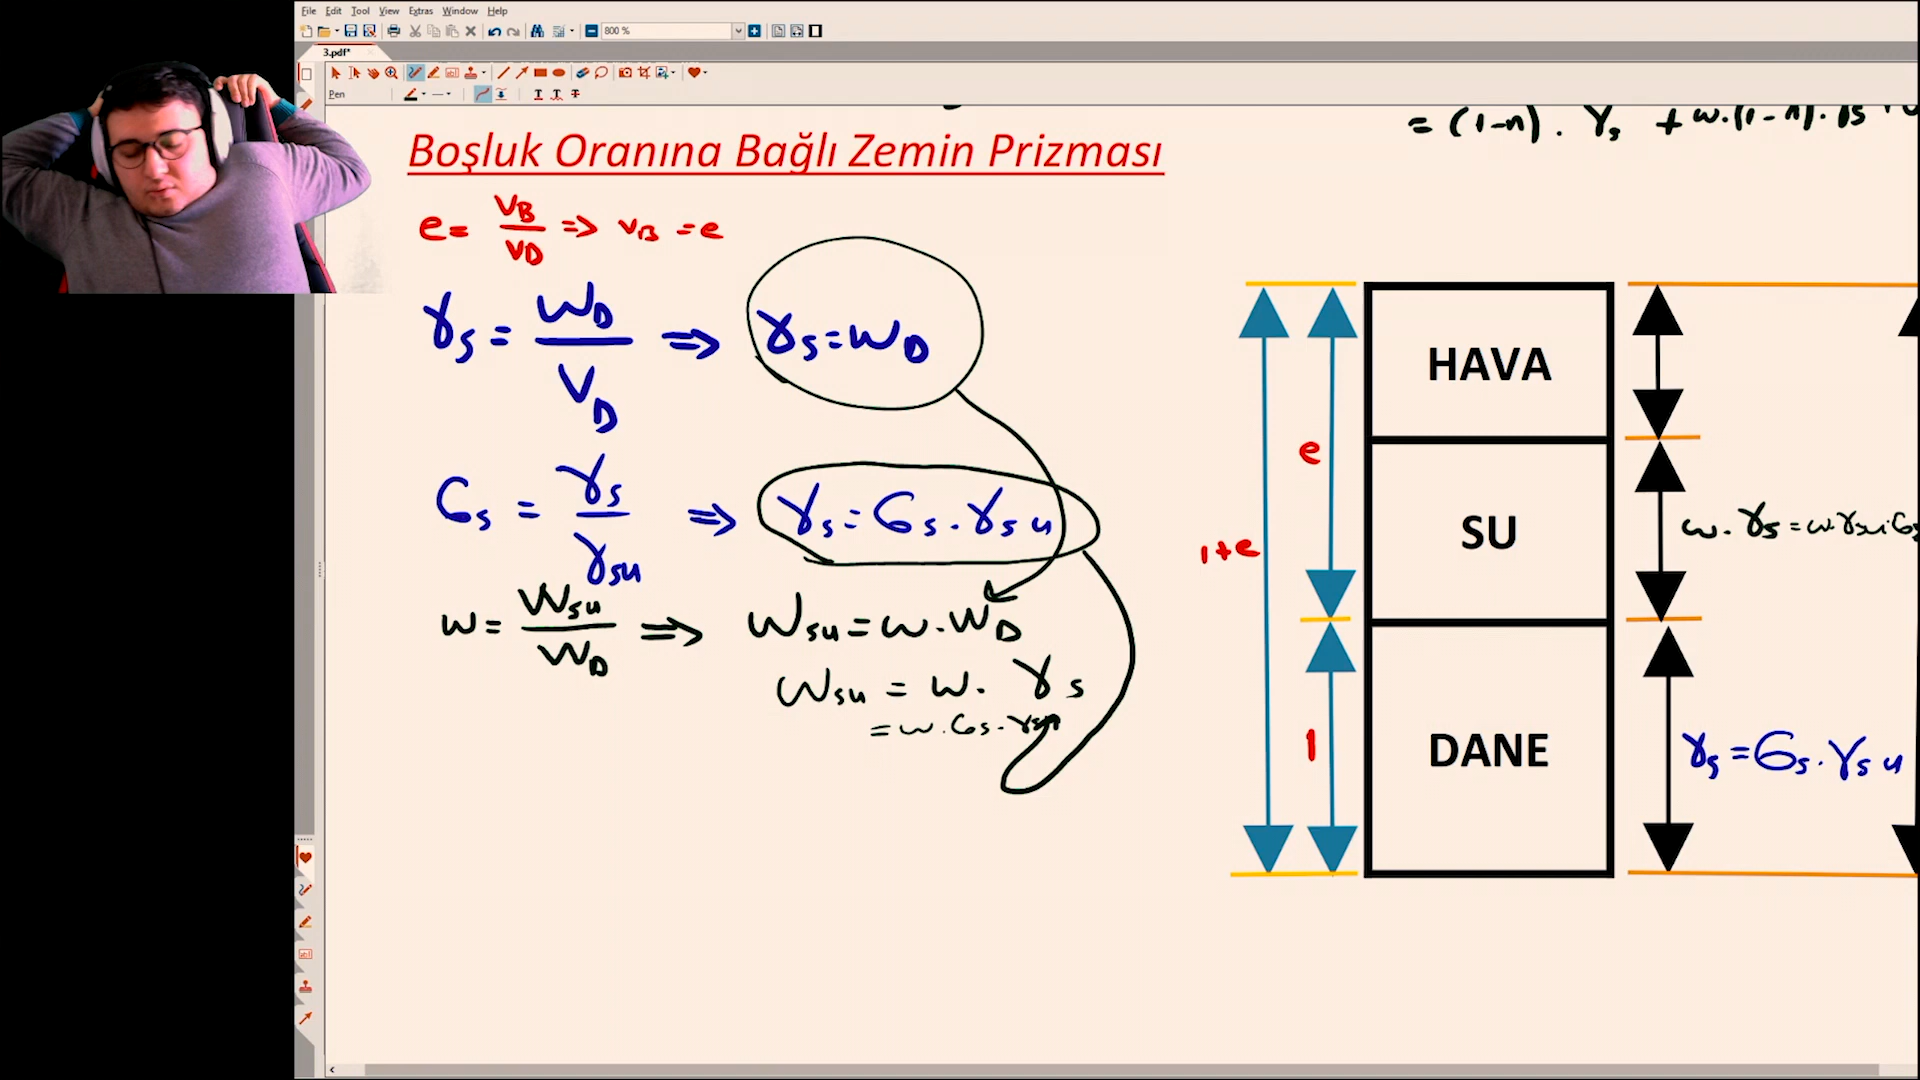 File Edit Tool View Extras Window Help
800 %
3.pdf*
Pen
= (1-n) . γs + w.(1-n). γs +
Boşluk Oranına Bağlı Zemin Prizması
e= VB/VD => VB = e
γs = WD/VD => γs = WD
Gs = γs/γsu => γs = Gs . γsu
w = Wsu/WD => Wsu = w . WD
Wsu = w . γs
= w . Gs . γsu
HAVA
e
SU
w . γs = w . γsu . Gs
1+e
1
DANE
γs = Gs . γsu